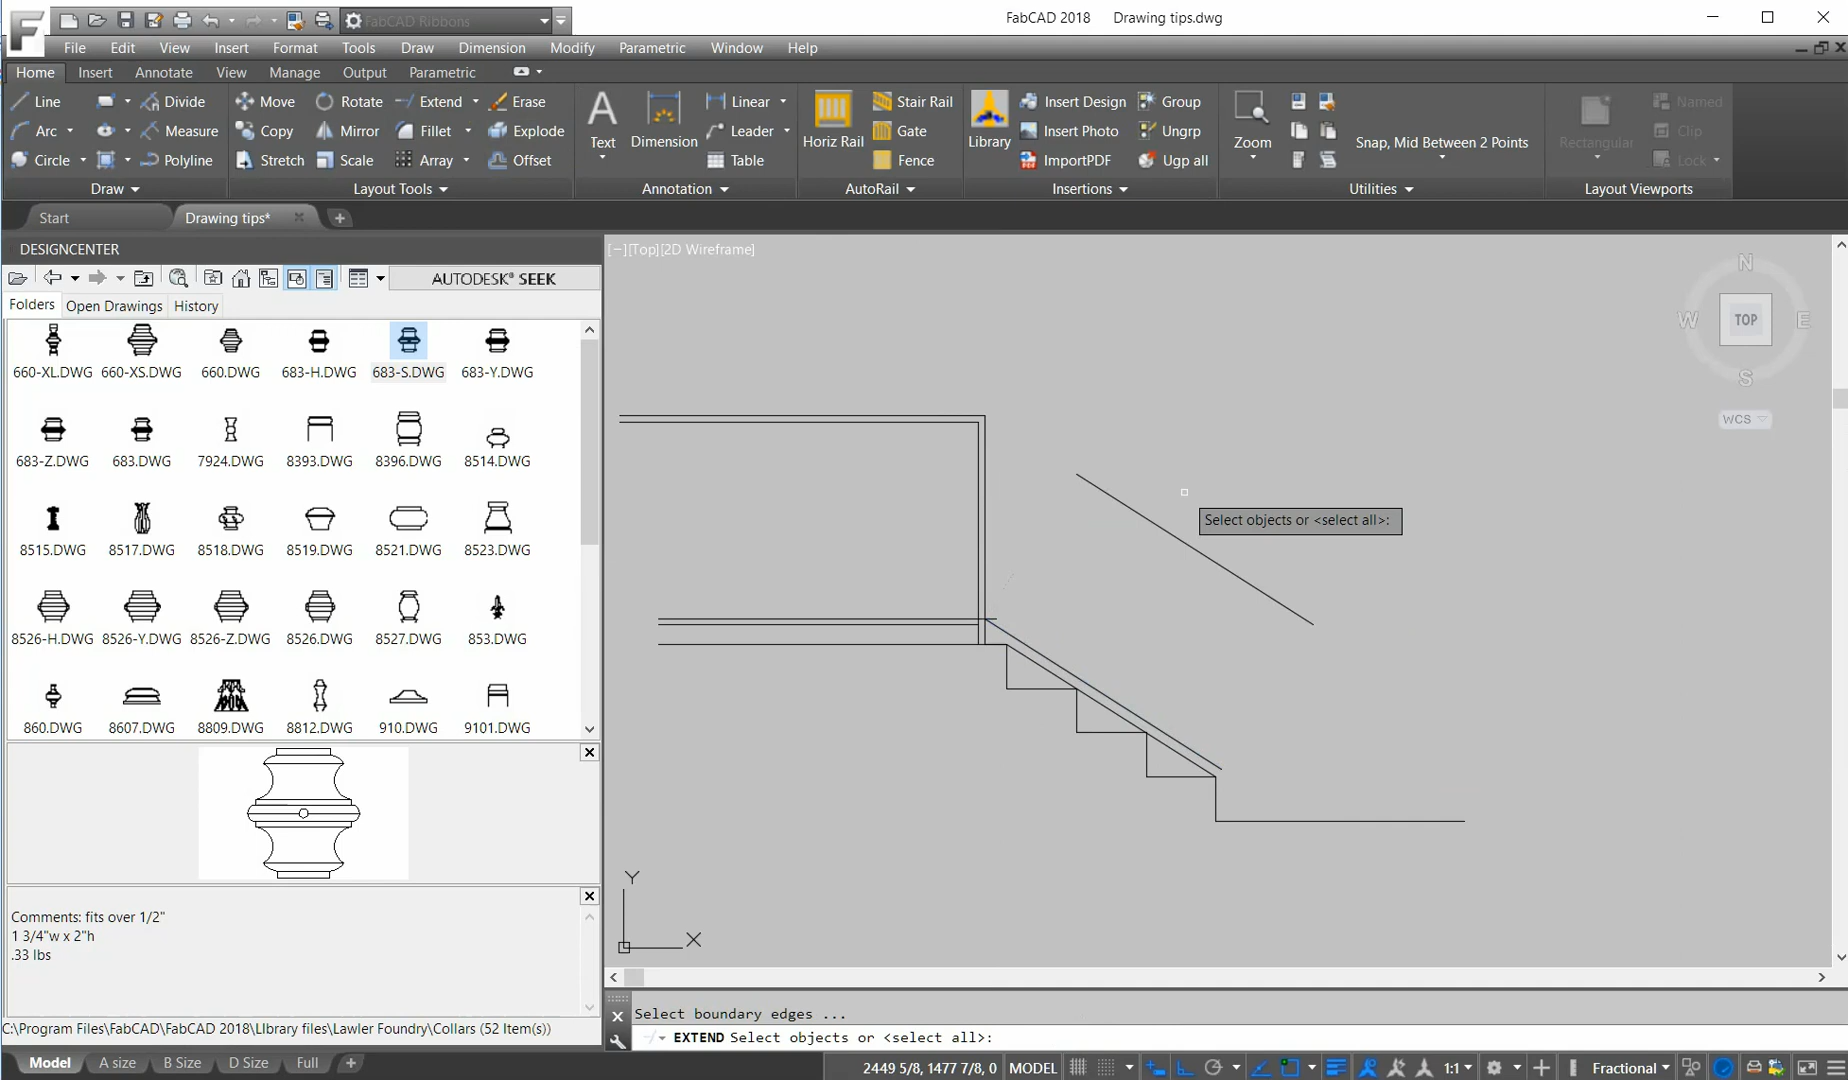 FabCAD Ribbons
FabCAD 2018 Drawing tips.dwg
File Edit View Insert Format Tools Draw Dimension Modify Parametric Window Help
Home Insert Annotate View Manage Output Parametric
Line Divide Move Rotate Extend Erase Linear Stair Rail Insert Design Group Named
Arc Measure Copy Mirror Fillet Explode Text Dimension Leader Horiz Rail Gate Library Insert Photo Ungrp Zoom Snap, Mid Between 2 Points Rectangular Clip
Circle Polyline Stretch Scale Array Offset Table Fence ImportPDF Ugp all Lock
Draw Layout Tools Annotation AutoRail Insertions Utilities Layout Viewports
Start Drawing tips*
DESIGNCENTER
[−][Top][2D Wireframe]
AUTODESK® SEEK
Folders Open Drawings History
660-XL.DWG 660-XS.DWG 660.DWG 683-H.DWG 683-S.DWG 683-Y.DWG
683-Z.DWG 683.DWG 7924.DWG 8393.DWG 8396.DWG 8514.DWG
8515.DWG 8517.DWG 8518.DWG 8519.DWG 8521.DWG 8523.DWG
8526-H.DWG 8526-Y.DWG 8526-Z.DWG 8526.DWG 8527.DWG 853.DWG
860.DWG 8607.DWG 8809.DWG 8812.DWG 910.DWG 9101.DWG
Comments: fits over 1/2"
1 3/4"w x 2"h
.33 lbs
C:\Program Files\FabCAD\FabCAD 2018\LIbrary files\Lawler Foundry\Collars (52 Item(s))
N
W TOP E
S
WCS
Select objects or <select all>:
Y
X
Select boundary edges ...
EXTEND Select objects or <select all>:
Model A size B Size D Size Full
2449 5/8, 1477 7/8, 0 MODEL 1:1 Fractional